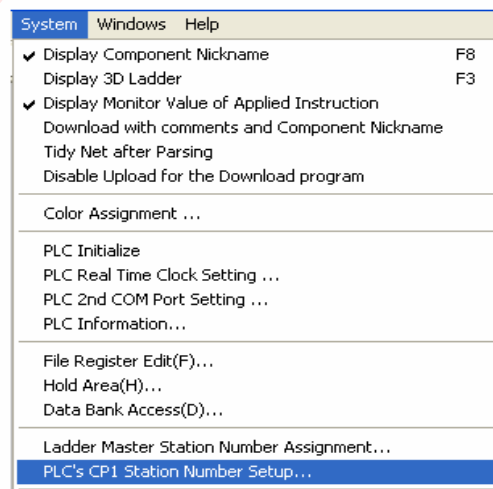 System Windows Help
Display Component Nickname F8
Display 3D Ladder F3
Display Monitor Value of Applied Instruction
Download with comments and Component Nickname
Tidy Net after Parsing
Disable Upload for the Download program
Color Assignment ...
PLC Initialize
PLC Real Time Clock Setting ...
PLC 2nd COM Port Setting ...
PLC Information...
File Register Edit(F)...
Hold Area(H)...
Data Bank Access(D)...
Ladder Master Station Number Assignment...
PLC's CP1 Station Number Setup...